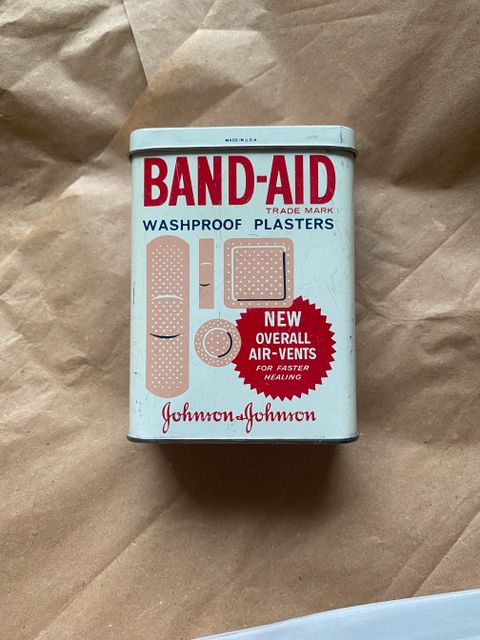 MADE IN U.S.A.
BAND-AID
TRADE MARK
WASHPROOF PLASTERS
NEW
OVERALL
AIR-VENTS
FOR FASTER
HEALING
Johnson & Johnson